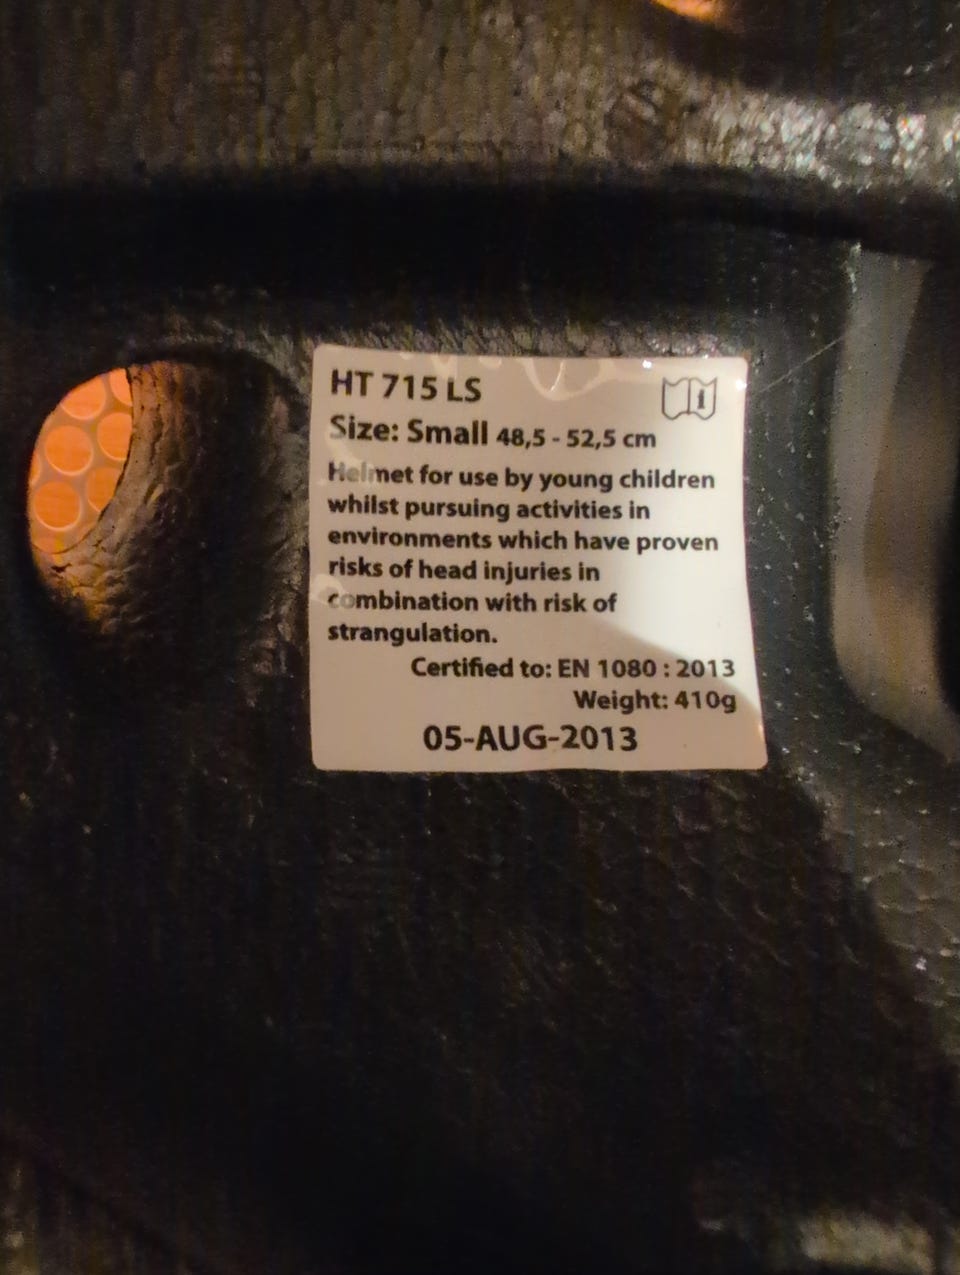 HT 715 LS
Size: Small 48,5 - 52,5 cm
Helmet for use by young children
whilst pursuing activities in
environments which have proven
risks of head injuries in
combination with risk of
strangulation.
Certified to: EN 1080 : 2013
Weight: 410g
05-AUG-2013